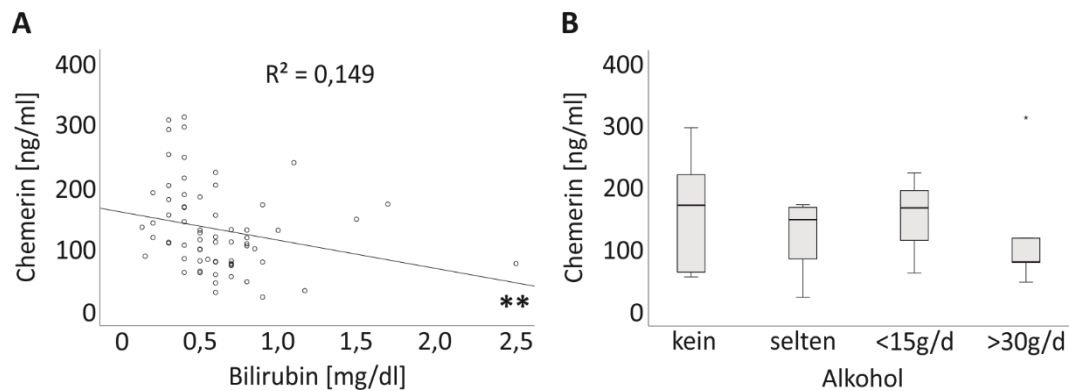 A
R² = 0,149
Chemerin [ng/ml]
400
300
200
100
0
**
0 0,5 1,0 1,5 2,0 2,5
Bilirubin [mg/dl]
B
Chemerin [ng/ml]
400
300
200
100
0
*
kein selten <15g/d >30g/d
Alkohol